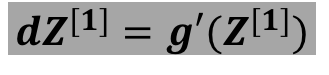 dZ[1] = g′(Z[1])